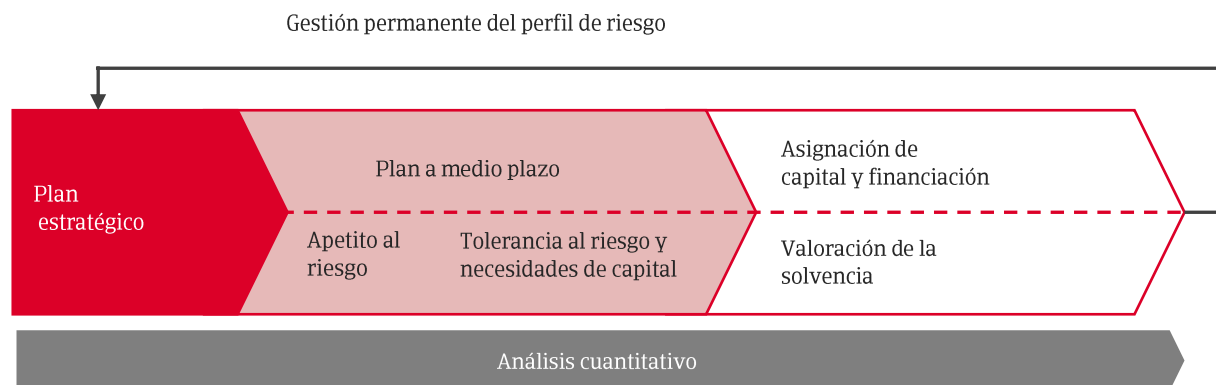 Gestión permanente del perfil de riesgo
Plan
estratégico
Plan a medio plazo
Apetito al
riesgo
Tolerancia al riesgo y
necesidades de capital
Asignación de
capital y financiación
Valoración de la
solvencia
Análisis cuantitativo